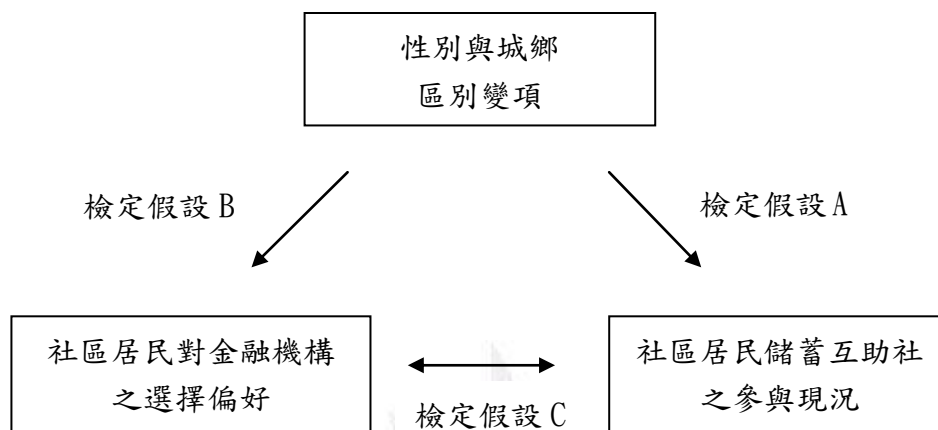 性別與城鄉
區別變項
檢定假設 B
檢定假設 A
社區居民對金融機構
之選擇偏好
社區居民儲蓄互助社
之參與現況
檢定假設 C